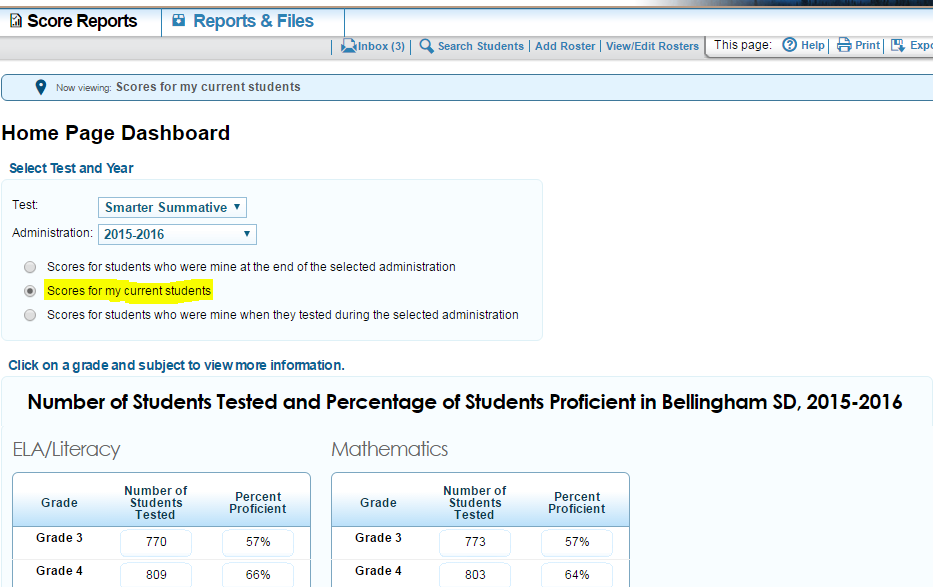 Score Reports Reports & Files
Inbox (3) Search Students Add Roster View/Edit Rosters This page: Help Print Expo
Now viewing: Scores for my current students
Home Page Dashboard
Select Test and Year
Test: Smarter Summative
Administration: 2015-2016
Scores for students who were mine at the end of the selected administration
Scores for my current students
Scores for students who were mine when they tested during the selected administration
Click on a grade and subject to view more information.
Number of Students Tested and Percentage of Students Proficient in Bellingham SD, 2015-2016
ELA/Literacy Mathematics
Grade Number of Students Tested Percent Proficient Grade Number of Students Tested Percent Proficient
Grade 3 770 57% Grade 3 773 57%
Grade 4 809 66% Grade 4 803 64%